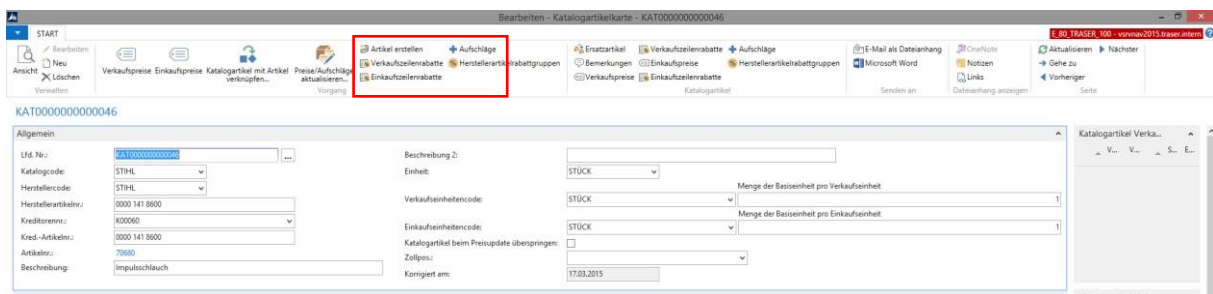 Bearbeiten - Katalogartikelkarte - KAT0000000000046
START
E_80_TRASER_100 - vsrvnav2015.traser.intern
Ansicht
Bearbeiten
Neu
Löschen
Verwalten
Verkaufspreise
Einkaufspreise
Katalogartikel mit Artikel verknüpfen...
Preise/Aufschläge aktualisieren...
Artikel erstellen
Aufschläge
Verkaufszeilenrabatte
Herstellerartikelrabattgruppen
Einkaufszeilenrabatte
Vorgang
Ersatzartikel
Verkaufszeilenrabatte
Aufschläge
Bemerkungen
Einkaufspreise
Herstellerartikelrabattgruppen
Verkaufspreise
Einkaufszeilenrabatte
Katalogartikel
E-Mail als Dateianhang
Microsoft Word
Senden an
OneNote
Notizen
Links
Dateianhang anzeigen
Aktualisieren
Nächster
Gehe zu
Vorheriger
Seite
KAT0000000000046
Allgemein
Lfd. Nr.: KAT0000000000046
Katalogcode: STIHL
Herstellercode: STIHL
Herstellerartikelnr.: 0000 141 8600
Kreditorennr.: K00060
Kred.-Artikelnr.: 0000 141 8600
Artikelnr.: 70680
Beschreibung: Impulsschlauch
Beschreibung 2:
Einheit: STÜCK
Menge der Basiseinheit pro Verkaufseinheit
Verkaufseinheitencode: STÜCK 1
Menge der Basiseinheit pro Einkaufseinheit
Einkaufseinheitencode: STÜCK 1
Katalogartikel beim Preisupdate überspringen:
Zollpos.:
Korrigiert am: 17.03.2015
Katalogartikel Verka...
V... V... S... E...